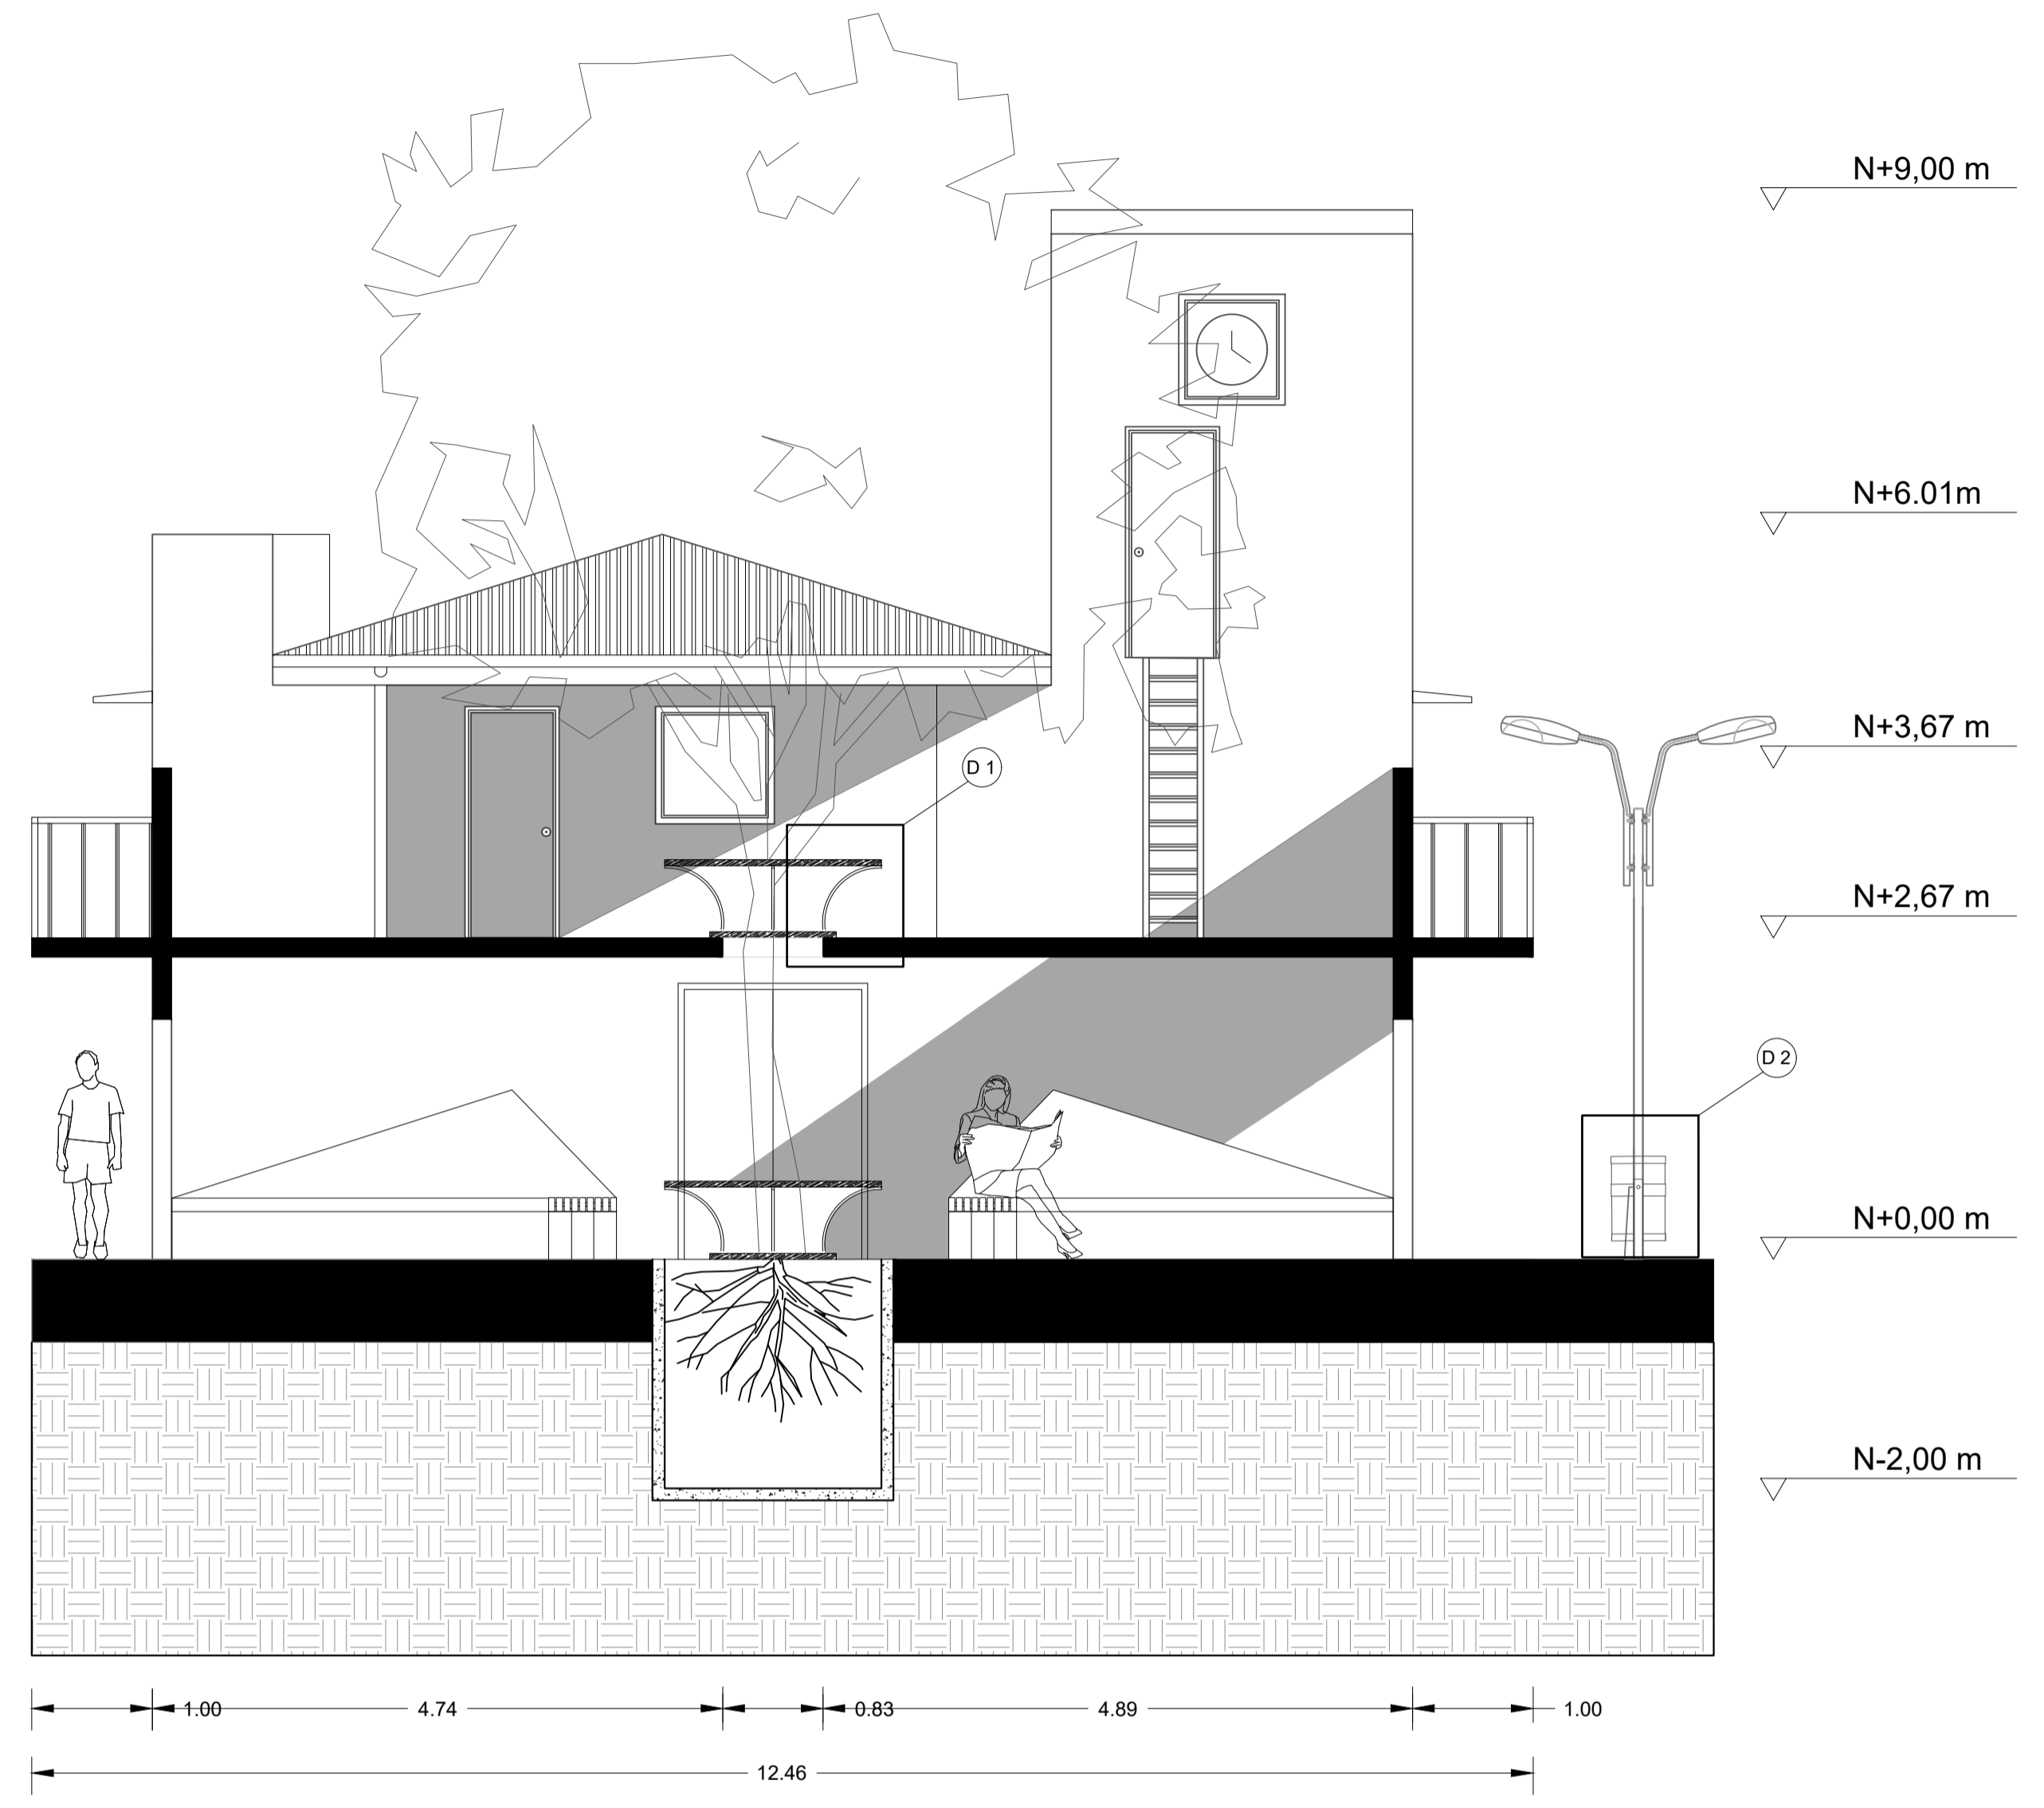 N+9,00 m
N+6.01m
N+3,67 m
D 1
N+2,67 m
D 2
N+0,00 m
N-2,00 m
1.00 4.74 0.83 4.89 1.00
12.46